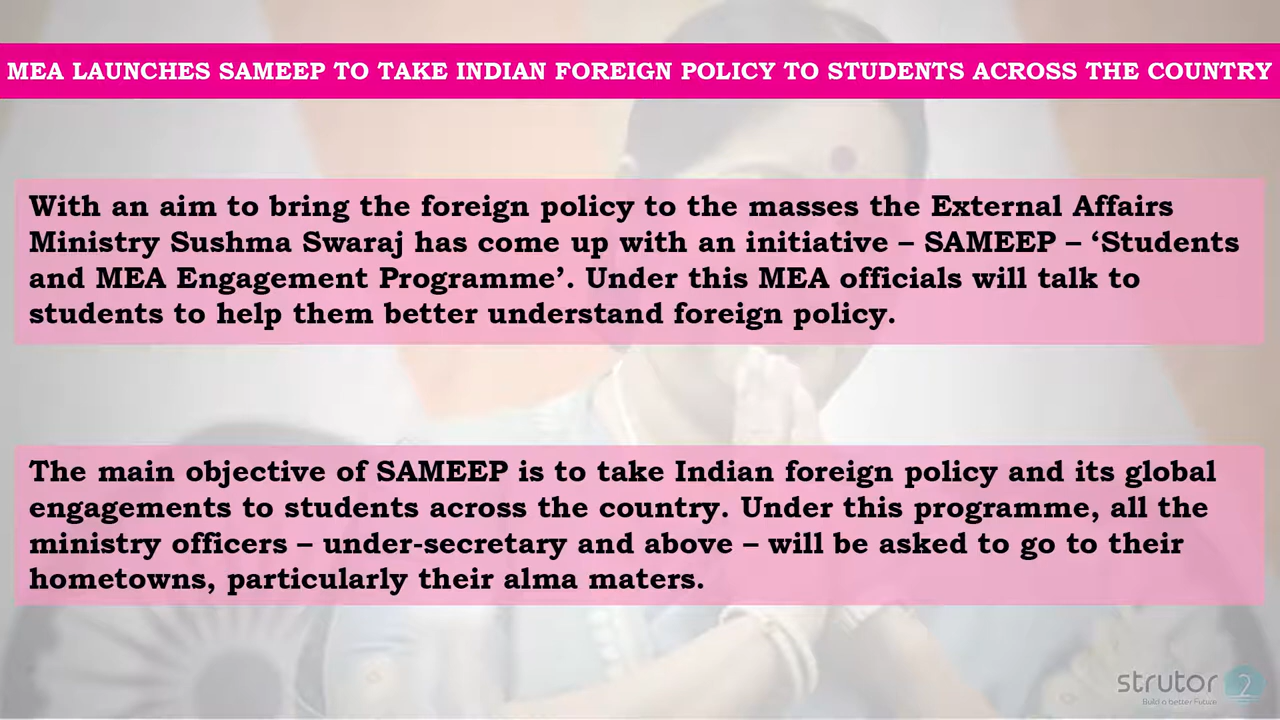 MEA LAUNCHES SAMEEP TO TAKE INDIAN FOREIGN POLICY TO STUDENTS ACROSS THE COUNTRY
With an aim to bring the foreign policy to the masses the External Affairs
Ministry Sushma Swaraj has come up with an initiative – SAMEEP – ‘Students
and MEA Engagement Programme’. Under this MEA officials will talk to
students to help them better understand foreign policy.
The main objective of SAMEEP is to take Indian foreign policy and its global
engagements to students across the country. Under this programme, all the
ministry officers – under-secretary and above – will be asked to go to their
hometowns, particularly their alma maters.
strutor 2
Build a better Future